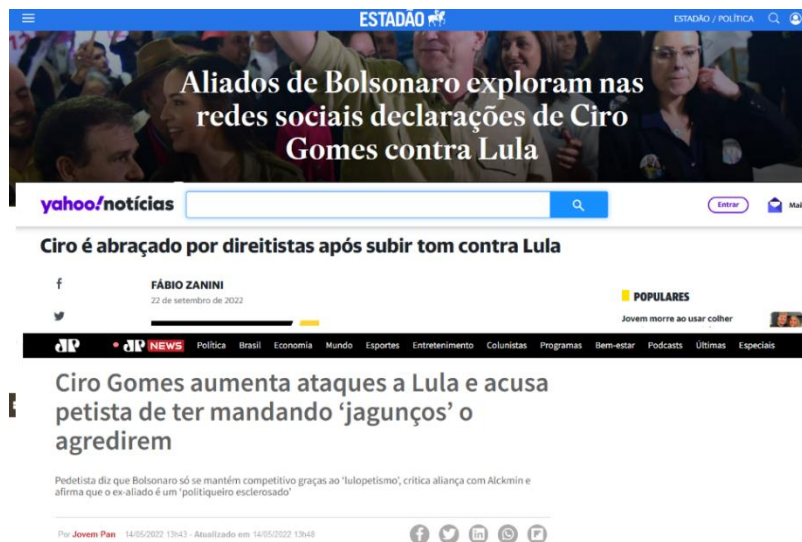 ESTADÃO
ESTADÃO / POLÍTICA
Aliados de Bolsonaro exploram nas
redes sociais declarações de Ciro
Gomes contra Lula
yahoo!notícias
Entrar
Mai
Ciro é abraçado por direitistas após subir tom contra Lula
FÁBIO ZANINI
22 de setembro de 2022
POPULARES
Jovem morre ao usar colher
JP JP NEWS Política Brasil Economia Mundo Esportes Entretenimento Colunistas Programas Bem-estar Podcasts Últimas Especiais
Ciro Gomes aumenta ataques a Lula e acusa
petista de ter mandando ‘jagunços’ o
agredirem
Pedetista diz que Bolsonaro só se mantém competitivo graças ao ‘lulopetismo’, critica aliança com Alckmin e
afirma que o ex-aliado é um ‘politiqueiro esclerosado’
Por Jovem Pan 14/05/2022 13h43 - Atualizado em 14/05/2022 13h48